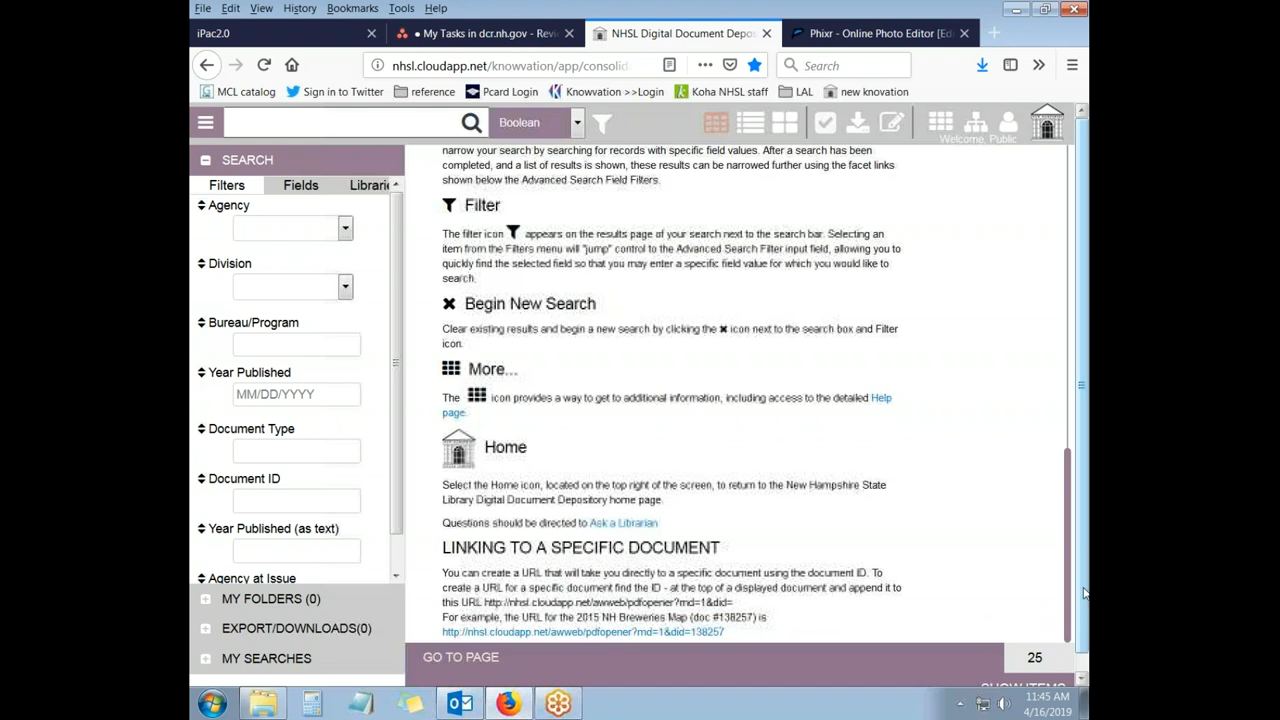 File Edit View History Bookmarks Tools Help
iPac2.0
• My Tasks in dcr.nh.gov - Revie
NHSL Digital Document Depos
Phixr - Online Photo Editor [Edi
nhsl.cloudapp.net/knowvation/app/consolid
Search
MCL catalog Sign in to Twitter reference Pcard Login Knowvation >>Login Koha NHSL staff LAL new knovation
Boolean
Welcome, Public
SEARCH
Filters Fields Librarie
Agency
Division
Bureau/Program
Year Published
MM/DD/YYYY
Document Type
Document ID
Year Published (as text)
Agency at Issue
MY FOLDERS (0)
EXPORT/DOWNLOADS(0)
MY SEARCHES
narrow your search by searching for records with specific field values. After a search has
completed, and a list of results is shown, these results can be narrowed further using the facet links
shown below the Advanced Search Field Filters.
Filter
The filter icon appears on the results page of your search next to the search bar. Selecting an
item from the Filters menu will "jump" control to the Advanced Search Filter input field, allowing you to
quickly find the selected field so that you may enter a specific field value for which you would like to
search.
Begin New Search
Clear existing results and begin a new search by clicking the ✖ icon next to the search box and Filter
icon.
More...
The icon provides a way to get to additional information, including access to the detailed Help
page.
Home
Select the Home icon, located on the top right of the screen, to return to the New Hampshire State
Library Digital Document Depository home page.
Questions should be directed to Ask a Librarian
LINKING TO A SPECIFIC DOCUMENT
You can create a URL that will take you directly to a specific document using the document ID. To
create a URL for a specific document find the ID - at the top of a displayed document and append it to
this URL http://nhsl.cloudapp.net/awweb/pdfopener?md=1&did=
For example, the URL for the 2015 NH Breweries Map (doc #138257) is
http://nhsl.cloudapp.net/awweb/pdfopener?md=1&did=138257
GO TO PAGE
25
SHOW ITEMS
11:45 AM
4/16/2019